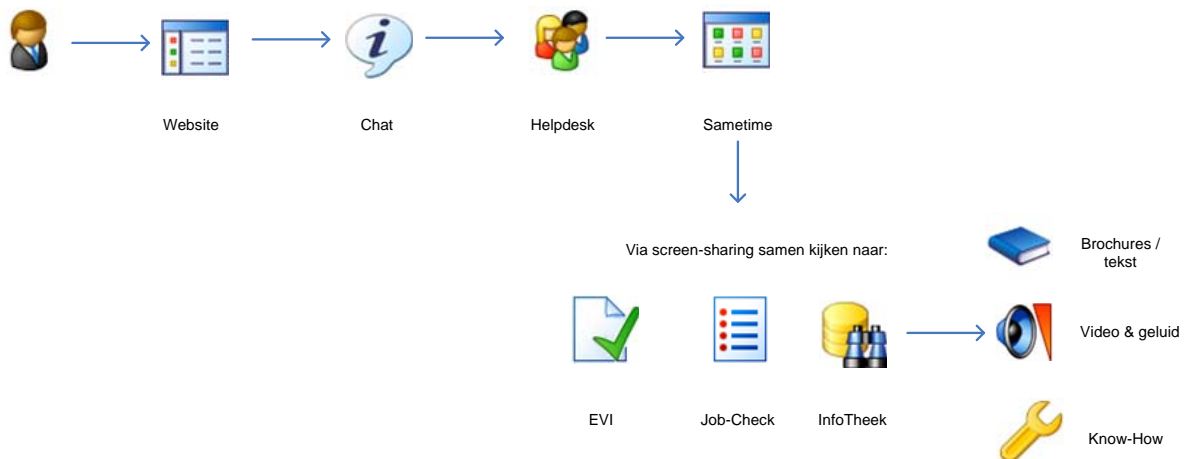 Website
Chat
Helpdesk
Sametime
Via screen-sharing samen kijken naar:
Brochures /
tekst
Video & geluid
EVI
Job-Check
InfoTheek
Know-How